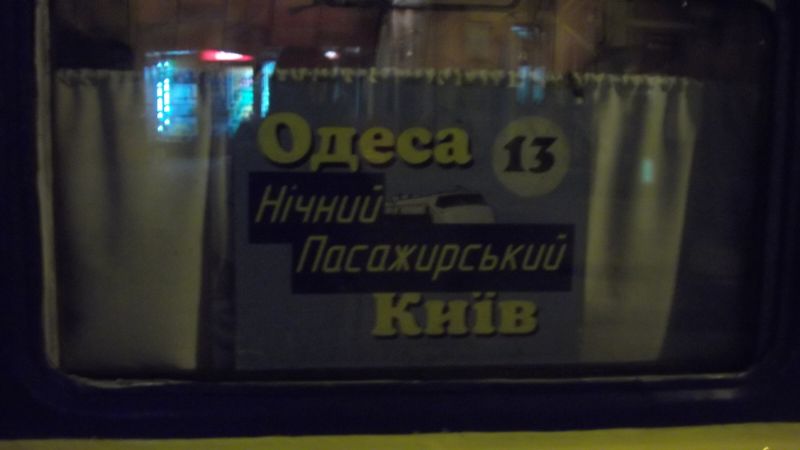 Одеса 13
Нічний
Пасажирський
Київ